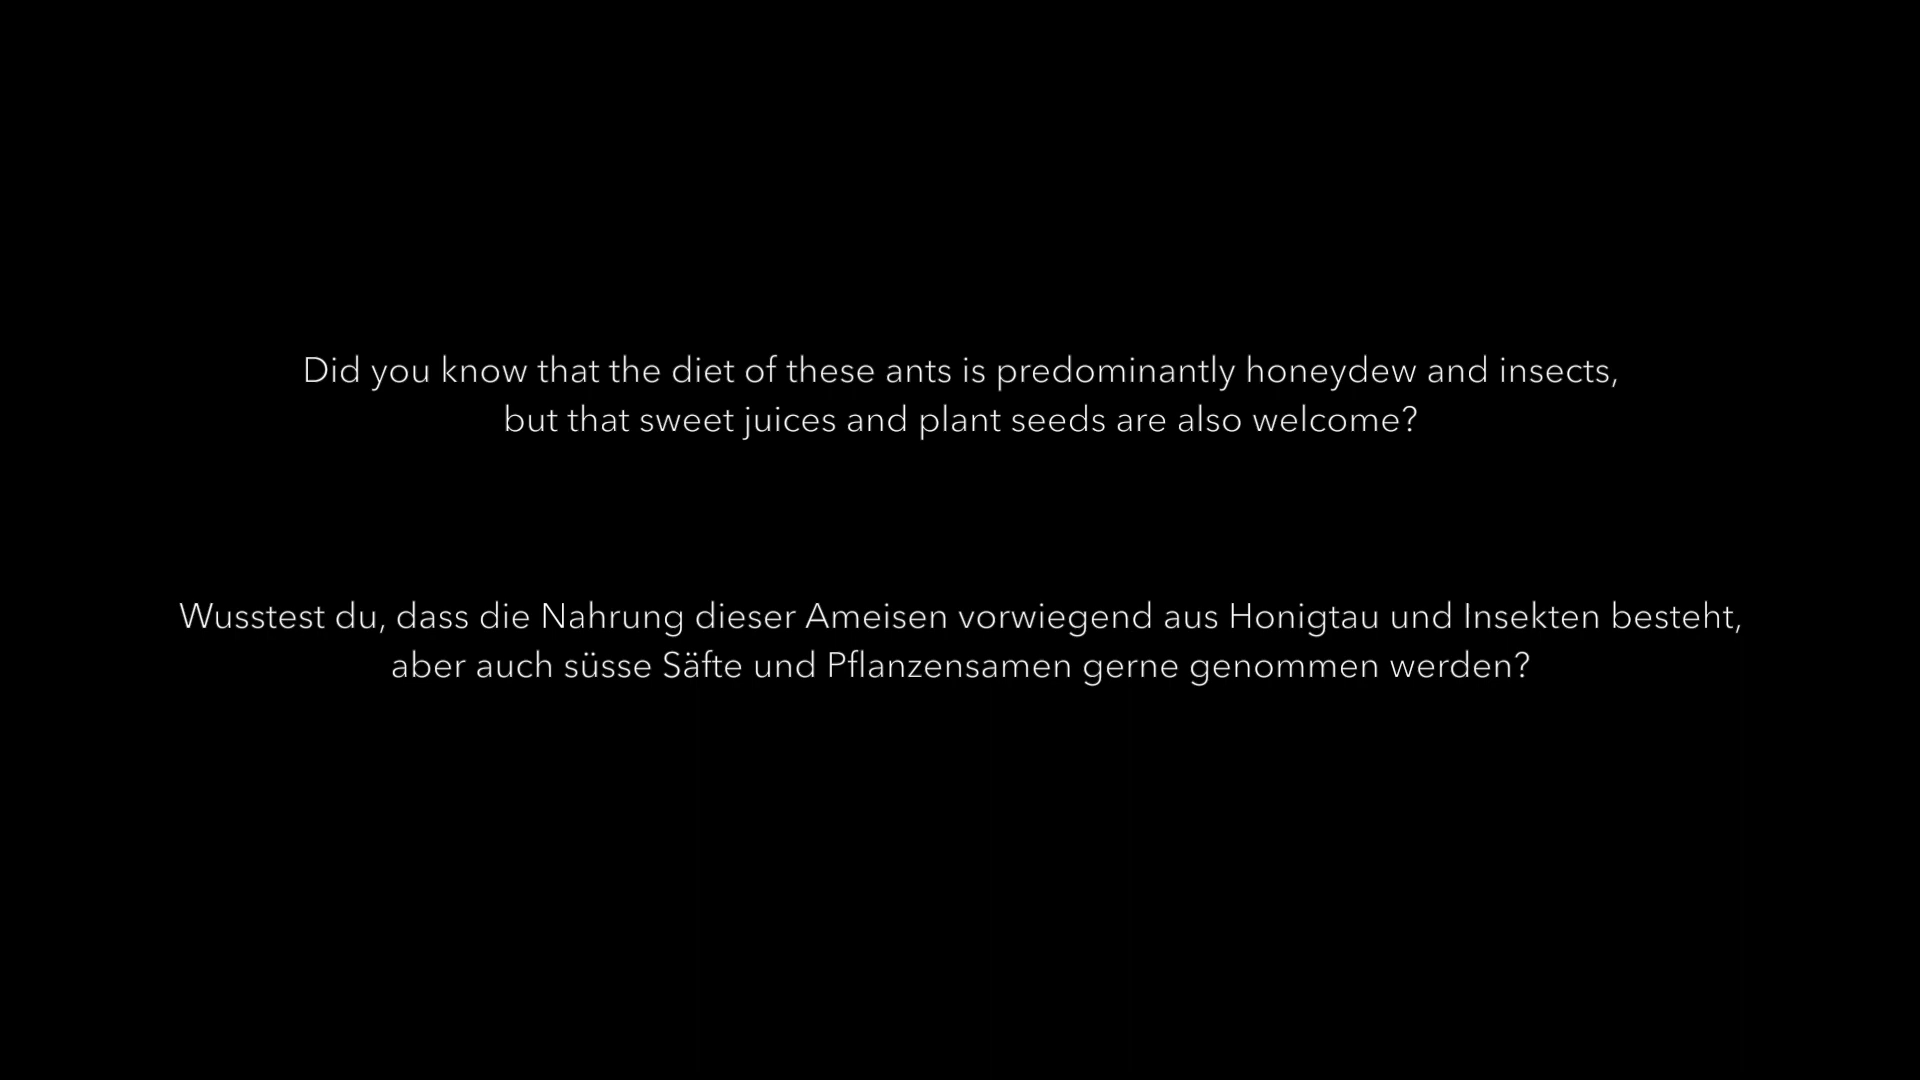 Did you know that the diet of these ants is predominantly honeydew and insects,
but that sweet juices and plant seeds are also welcome?
Wusstest du, dass die Nahrung dieser Ameisen vorwiegend aus Honigtau und Insekten besteht,
aber auch süsse Säfte und Pflanzensamen gerne genommen werden?